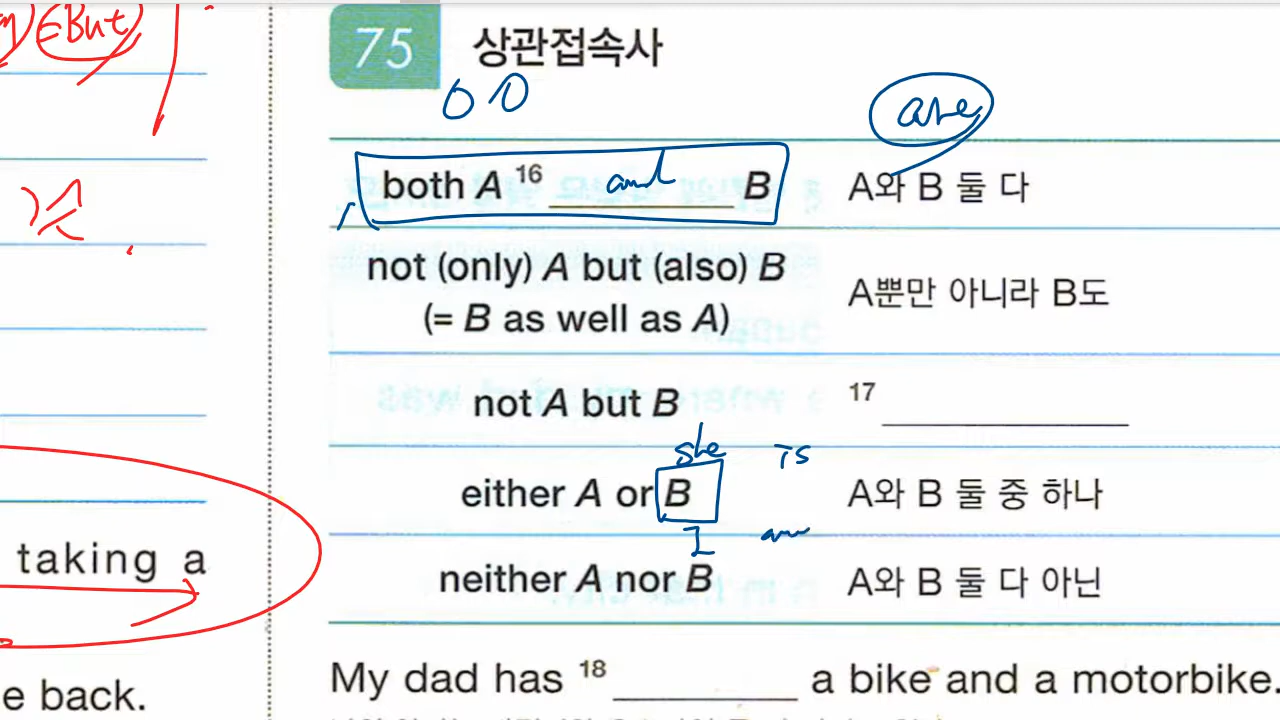 ∈But
75 상관접속사
are
both A 16 and B A와 B 둘 다
not (only) A but (also) B
(= B as well as A) A뿐만 아니라 B도
not A but B 17
she is
either A or B A와 B 둘 중 하나
I am
neither A nor B A와 B 둘 다 아닌
taking a
My dad has 18 a bike and a motorbike.
e back.